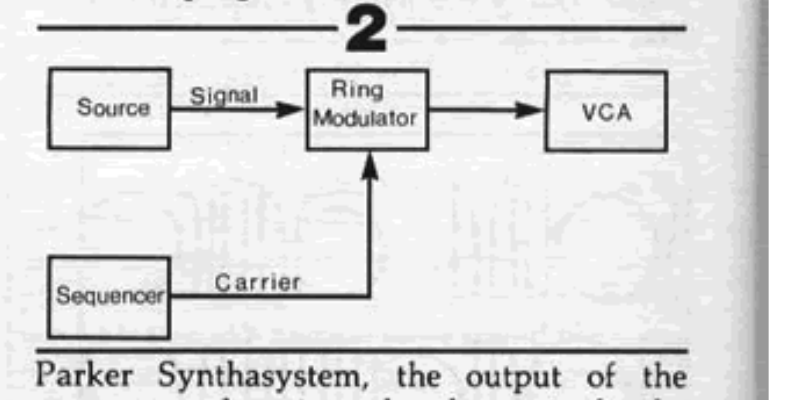 2
Source
Signal
Ring
Modulator
VCA
Sequencer
Carrier
Parker Synthasystem, the output of the